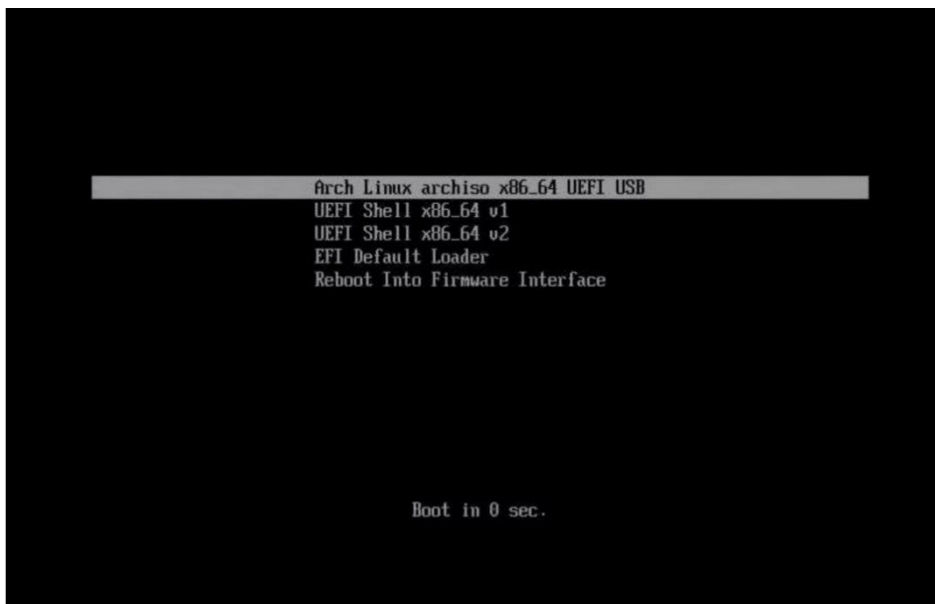 Arch Linux archiso x86_64 UEFI USB
UEFI Shell x86_64 v1
UEFI Shell x86_64 v2
EFI Default Loader
Reboot Into Firmware Interface
Boot in 0 sec.